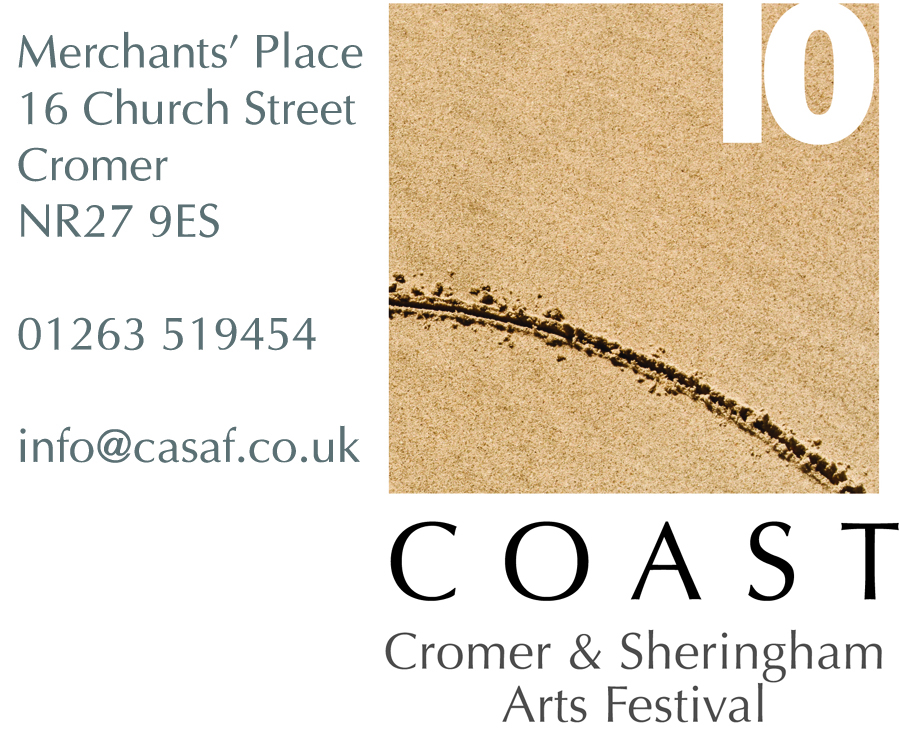 Merchants’ Place
16 Church Street
Cromer
NR27 9ES
01263 519454
info@casaf.co.uk
10
COAST
Cromer & Sheringham
Arts Festival